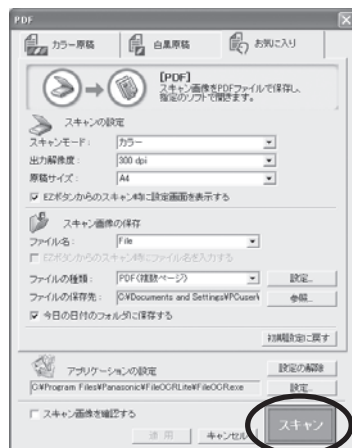 PDF
カラー原稿 白黒原稿 お気に入り
[PDF]
スキャン画像をPDFファイルで保存し、
指定のソフトで開きます。
スキャンの設定
スキャンモード： カラー
出力解像度： 300 dpi
原稿サイズ： A4
EZボタンからのスキャン時に設定画面を表示する
スキャン画像の保存
ファイル名： File
EZボタンからのスキャン時にファイル名を入力する
ファイルの種類： PDF(複数ページ) 設定...
ファイルの保存先： C:¥Documents and Settings¥PCuser¥ 参照...
今日の日付のフォルダに保存する
初期設定に戻す
アプリケーションの設定 設定の解除
C:¥Program Files¥Panasonic¥FileOCRLite¥FileOCR.exe 設定...
スキャン画像を確認する
適用 キャンセル スキャン